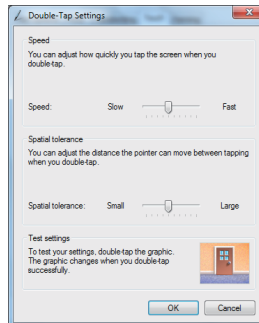 Double-Tap Settings
Speed
You can adjust how quickly you tap the screen when you
double-tap.
Speed: Slow Fast
Spatial tolerance
You can adjust the distance the pointer can move between tapping
when you double-tap.
Spatial tolerance: Small Large
Test settings
To test your settings, double-tap the graphic.
The graphic changes when you double-tap
successfully.
OK Cancel